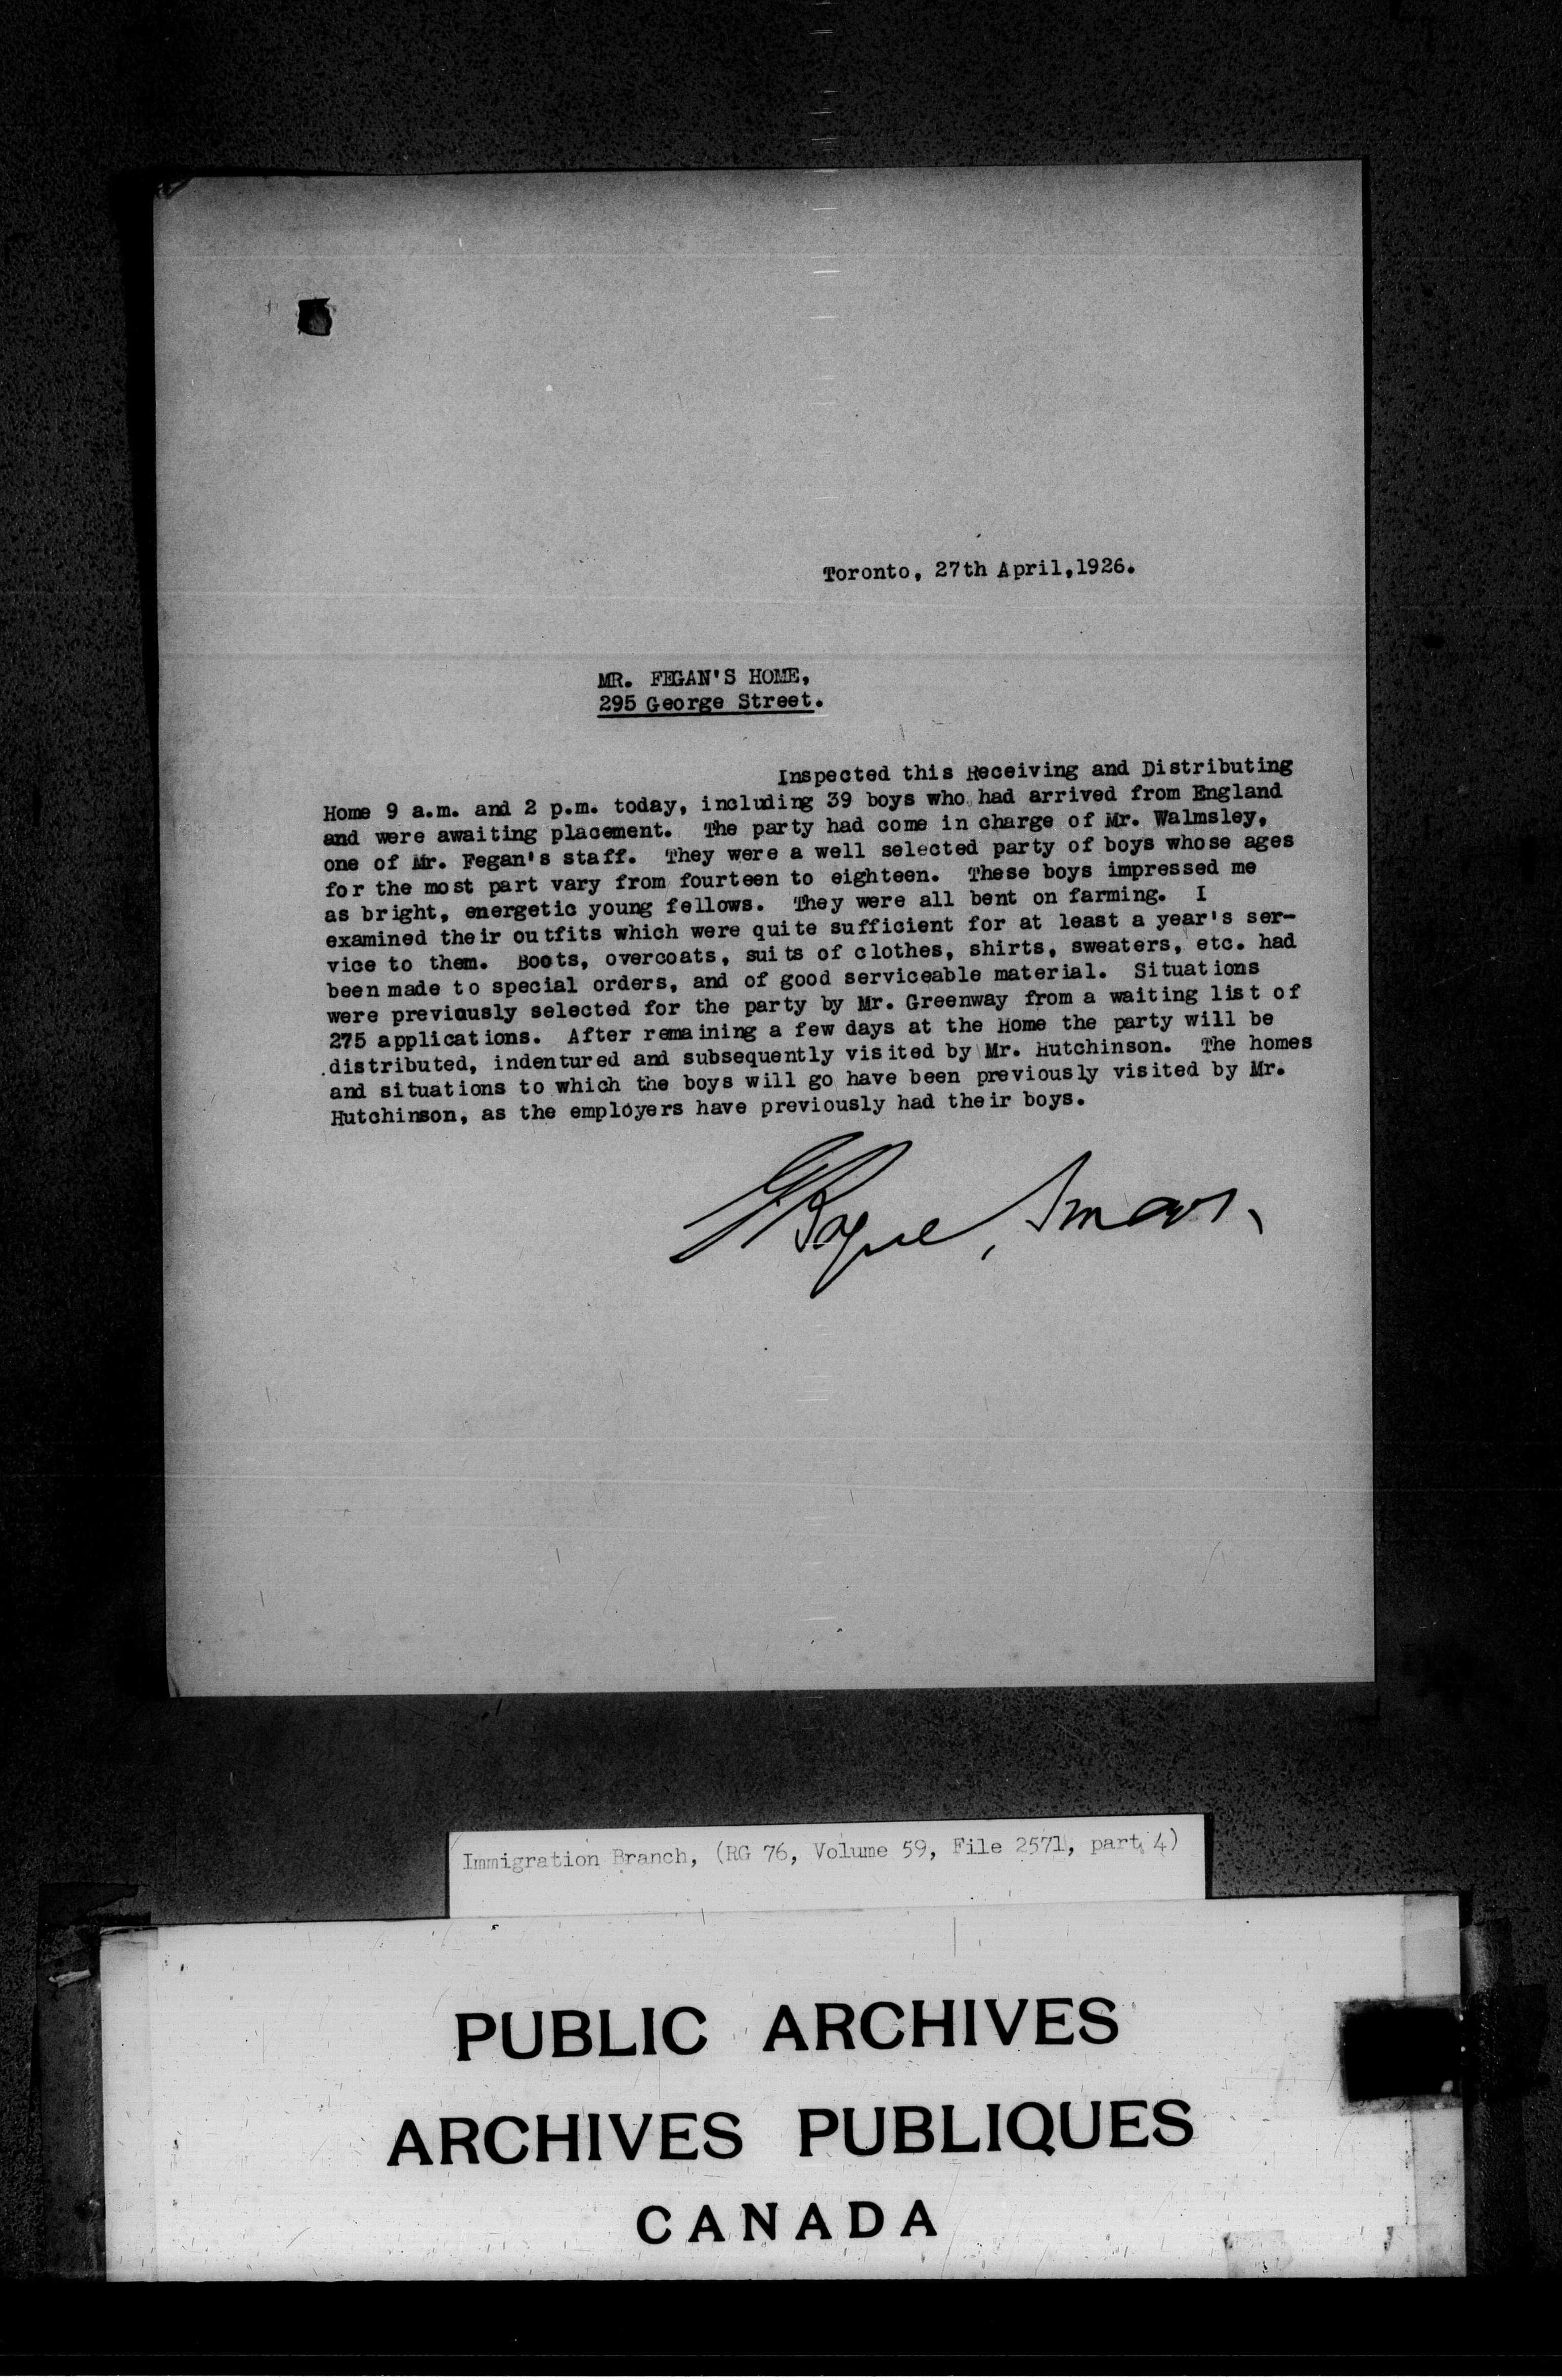 Toronto, 27th April,1926.
MR. FEGAN'S HOME,
295 George Street.
Inspected this Receiving and Distributing
Home 9 a.m. and 2 p.m. today, including 39 boys who had arrived from England
and were awaiting placement. The party had come in charge of Mr. Walmsley,
one of Mr. Fegan's staff. They were a well selected party of boys whose ages
for the most part vary from fourteen to eighteen. These boys impressed me
as bright, energetic young fellows. They were all bent on farming. I
examined their outfits which were quite sufficient for at least a year's ser-
vice to them. Boots, overcoats, suits of clothes, shirts, sweaters, etc. had
been made to special orders, and of good serviceable material. Situations
were previously selected for the party by Mr. Greenway from a waiting list of
275 applications. After remaining a few days at the Home the party will be
distributed, indentured and subsequently visited by Mr. Hutchinson. The homes
and situations to which the boys will go have been previously visited by Mr.
Hutchinson, as the employers have previously had their boys.
G Bogue Smart
Immigration Branch, (RG 76, Volume 59, File 2571, part 4)
PUBLIC ARCHIVES
ARCHIVES PUBLIQUES
CANADA